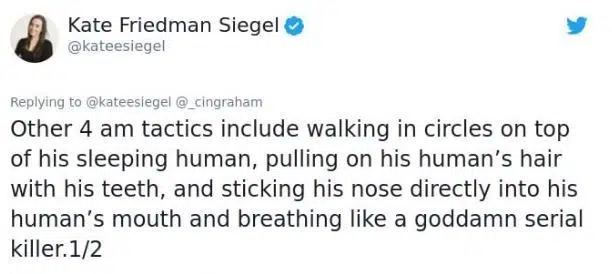 Kate Friedman Siegel
@kateesiegel
Replying to @kateesiegel @_cingraham
Other 4 am tactics include walking in circles on top
of his sleeping human, pulling on his human’s hair
with his teeth, and sticking his nose directly into his
human’s mouth and breathing like a goddamn serial
killer.1/2